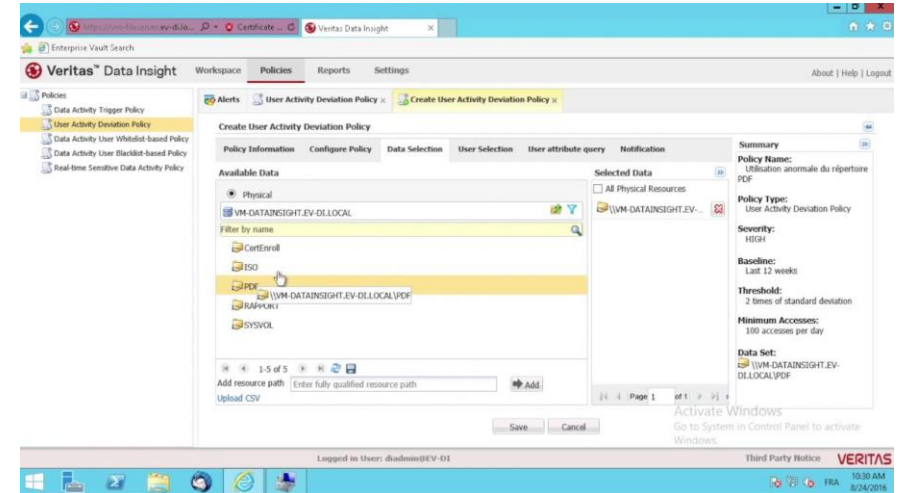 Certificate ...
Veritas Data Insight
Enterprise Vault Search
Veritas™ Data Insight
Workspace Policies Reports Settings
About | Help | Logout
Policies
Data Activity Trigger Policy
User Activity Deviation Policy
Data Activity User Whitelist-based Policy
Data Activity User Blacklist-based Policy
Real-time Sensitive Data Activity Policy
Alerts User Activity Deviation Policy Create User Activity Deviation Policy
Create User Activity Deviation Policy
Policy Information Configure Policy Data Selection User Selection User attribute query Notification
Available Data
Physical
VM-DATAINSIGHT.EV-DI.LOCAL
Filter by name
CertEnroll
ISO
PDF
\\VM-DATAINSIGHT.EV-DI.LOCAL\PDF
RAPPORT
SYSVOL
1-5 of 5
Add resource path Enter fully qualified resource path Add
Upload CSV
Selected Data
All Physical Resources
\\VM-DATAINSIGHT.EV-...
Page 1 of 1
Save Cancel
Summary
Policy Name:
Utilisation anormale du répertoire
PDF
Policy Type:
User Activity Deviation Policy
Severity:
HIGH
Baseline:
Last 12 weeks
Threshold:
2 times of standard deviation
Minimum Accesses:
100 accesses per day
Data Set:
\\VM-DATAINSIGHT.EV-
DI.LOCAL\PDF
Activate Windows
Go to System in Control Panel to activate
Windows.
Logged in User: diadmin@EV-DI
Third Party Notice VERITAS
FRA
10:30 AM
8/24/2016